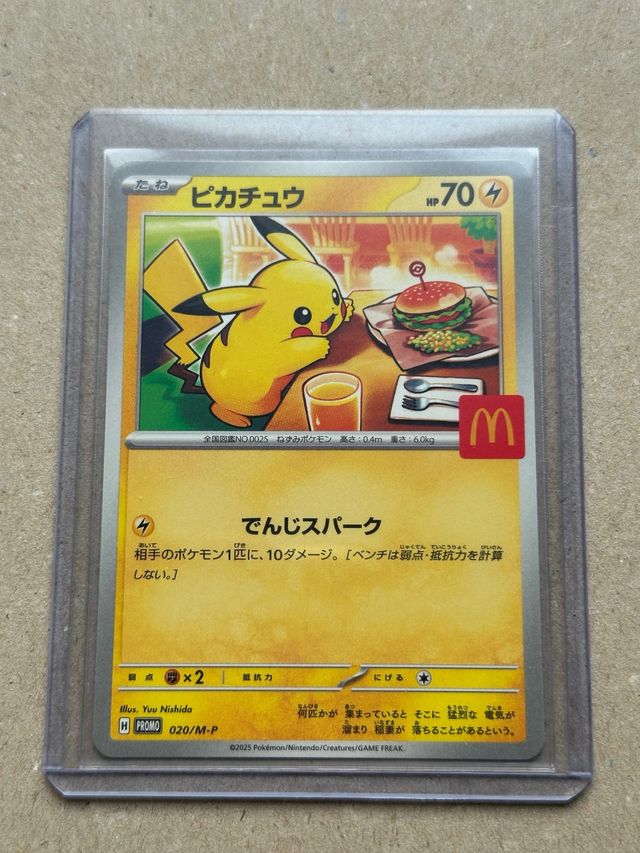 たね
ピカチュウ
HP 70
全国図鑑NO.0025 ねずみポケモン 高さ:0.4m 重さ:6.0kg
M
でんじスパーク
相手のポケモン1匹に、10ダメージ。[ベンチは弱点・抵抗力を計算
しない。]
弱点 ×2 抵抗力 にげる
Illus. Yuu Nishida
H PROMO 020/M-P
何匹かが 集まっていると そこに 猛烈な 電気が
溜まり 稲妻が 落ちることがあるという。
©2025 Pokémon/Nintendo/Creatures/GAME FREAK.